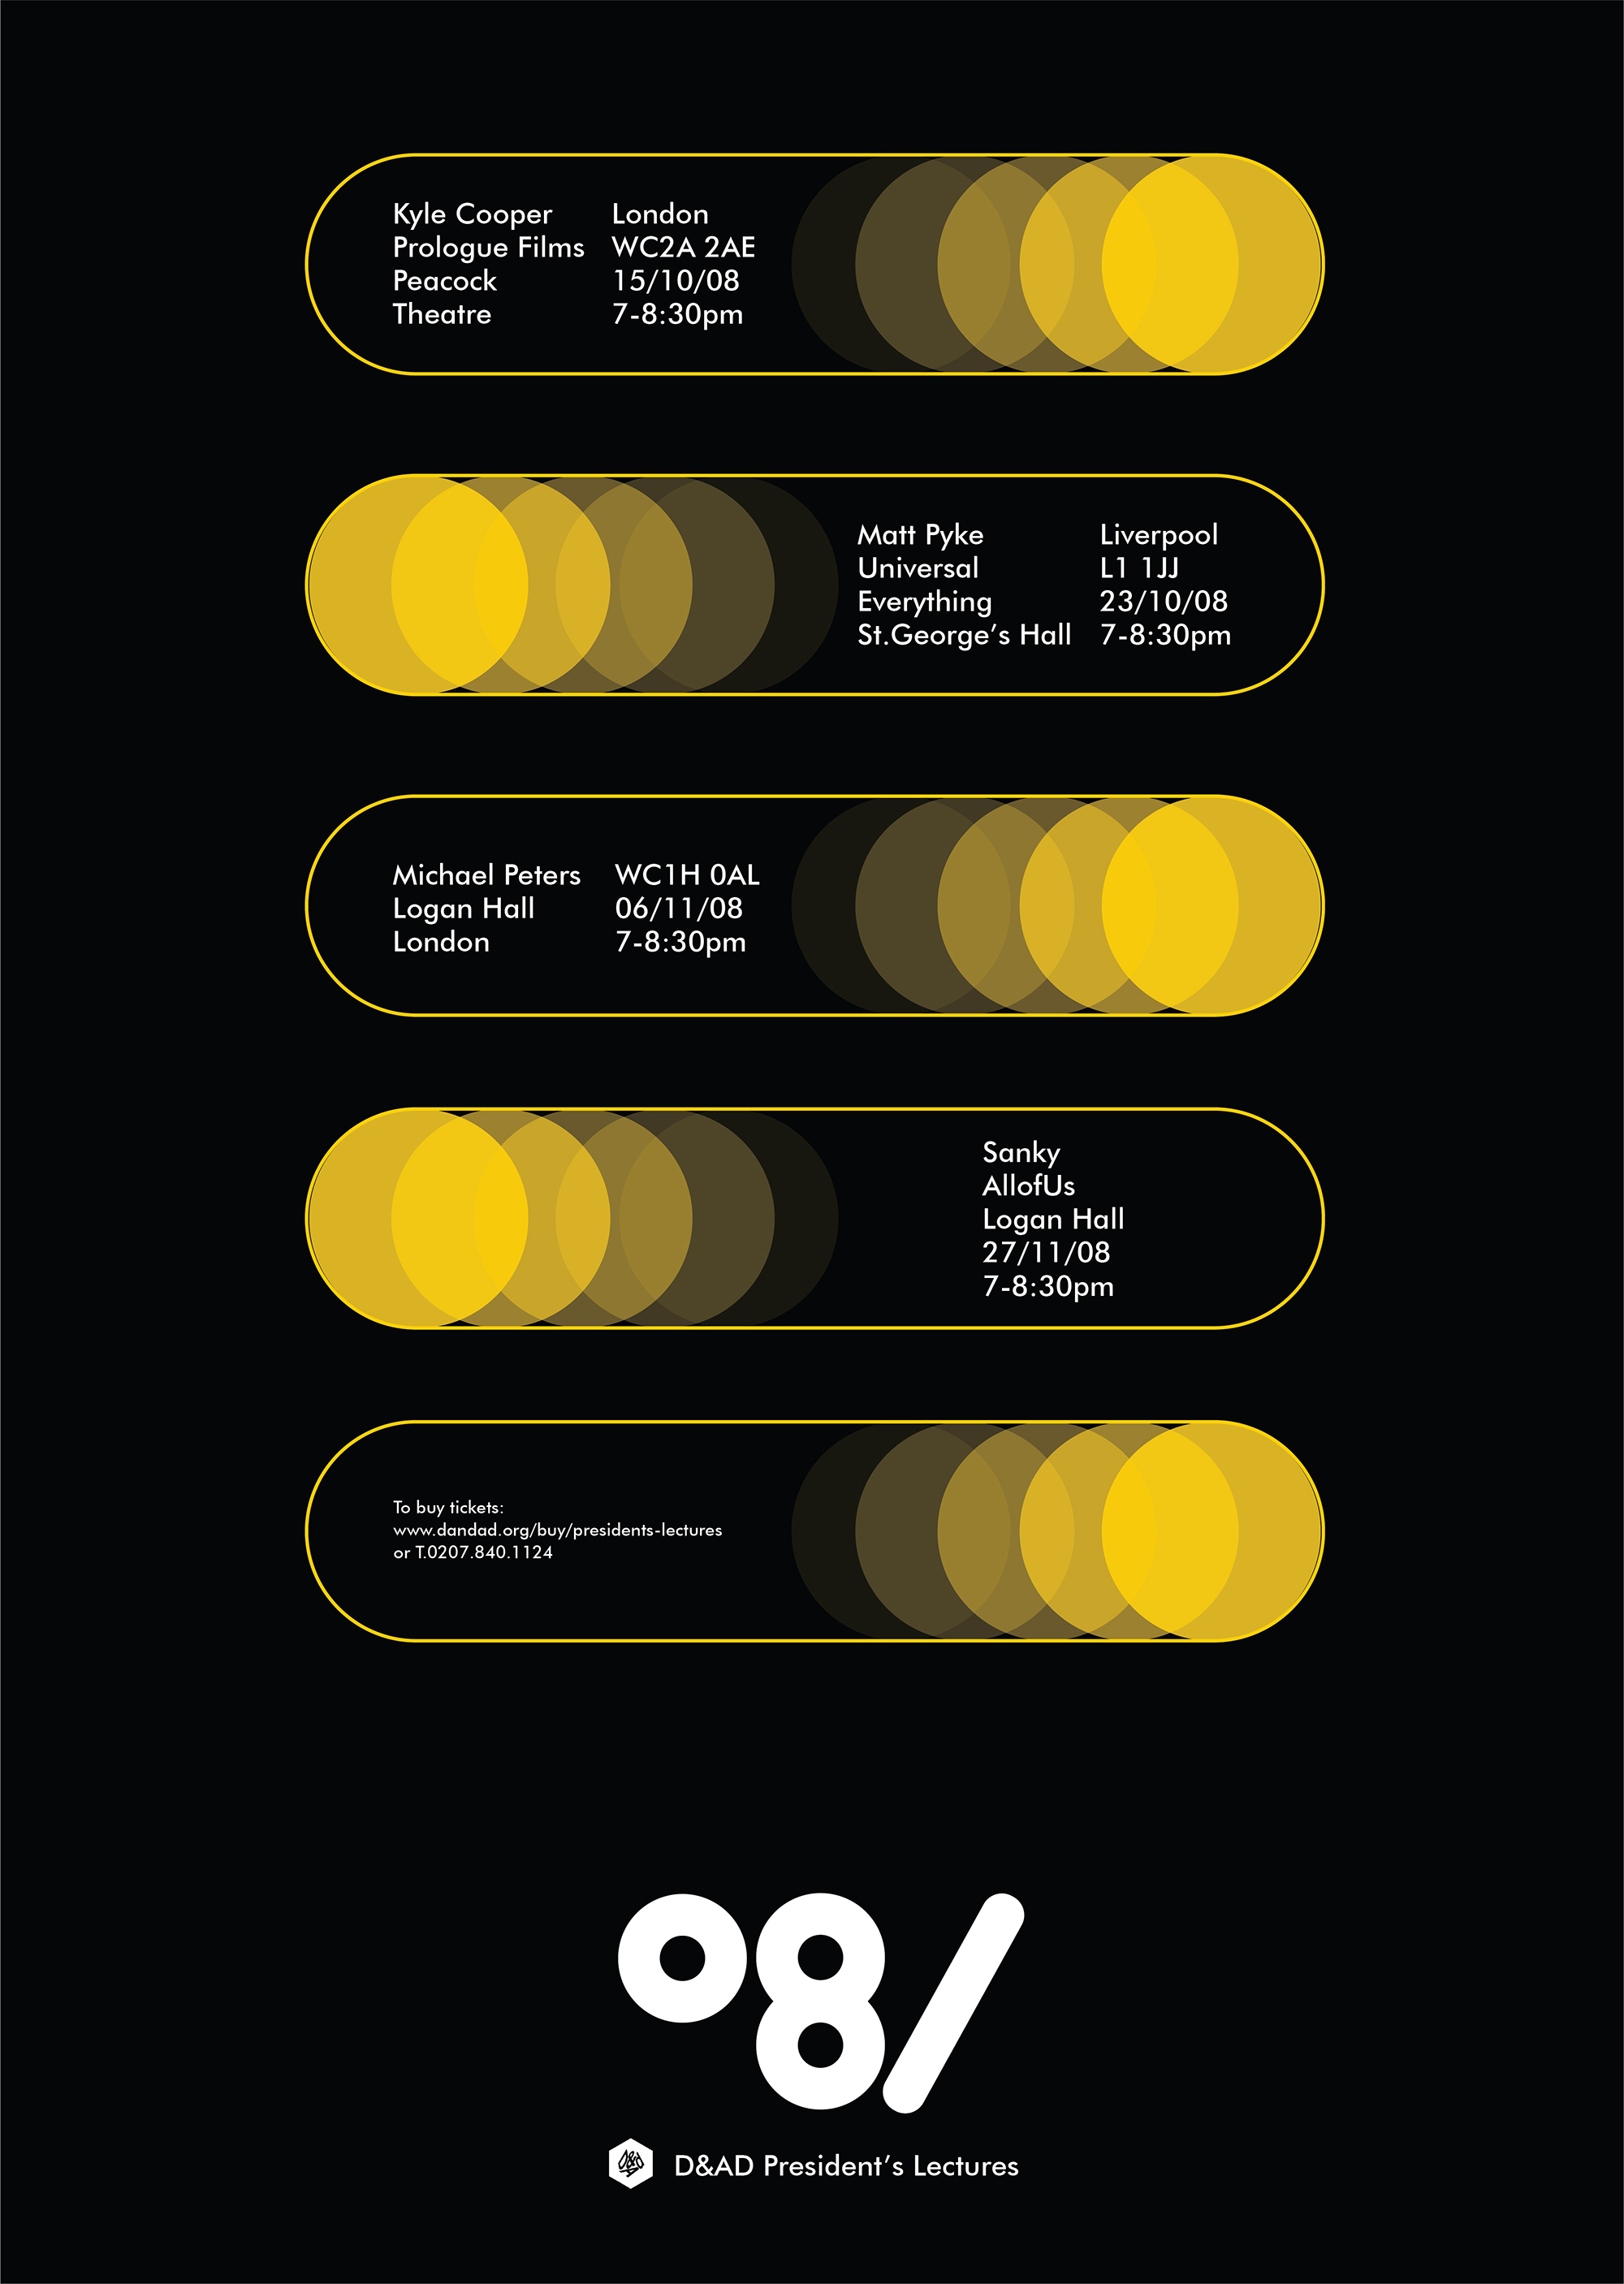 Kyle Cooper
Prologue Films
Peacock
Theatre
London
WC2A 2AE
15/10/08
7-8:30pm
Matt Pyke
Universal
Everything
St.George’s Hall
Liverpool
L1 1JJ
23/10/08
7-8:30pm
Michael Peters
Logan Hall
London
WC1H 0AL
06/11/08
7-8:30pm
Sanky
AllofUs
Logan Hall
27/11/08
7-8:30pm
To buy tickets:
www.dandad.org/buy/presidents-lectures
or T.0207.840.1124
08/
D&AD
D&AD President’s Lectures